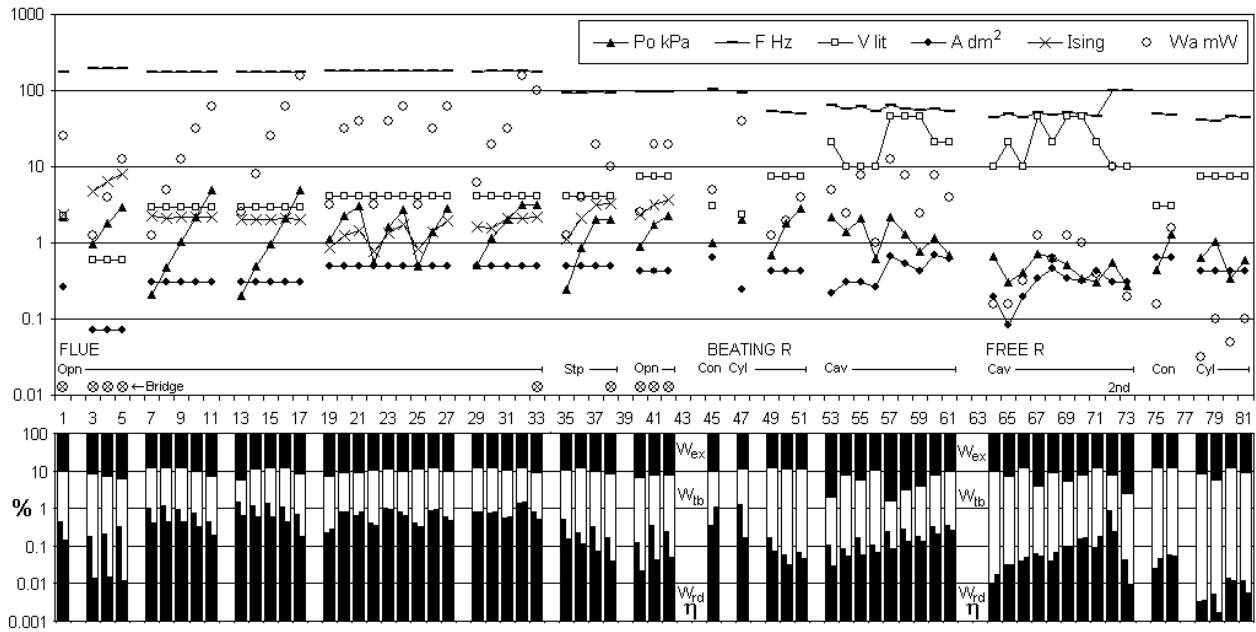 1000
100
10
1
0.1
0.01
Po kPa F Hz V lit A dm² Ising Wa mW
FLUE BEATING R FREE R
Opn Stp Opn Con Cyl Cav Cav Con Cyl
←Bridge 2nd
1 3 5 7 9 11 13 15 17 19 21 23 25 27 29 31 33 35 37 39 41 43 45 47 49 51 53 55 57 59 61 63 65 67 69 71 73 75 77 79 81
100
10
1
0.1
0.01
0.001
%
Wex Wex
Wtb Wtb
Wrd Wrd
η η